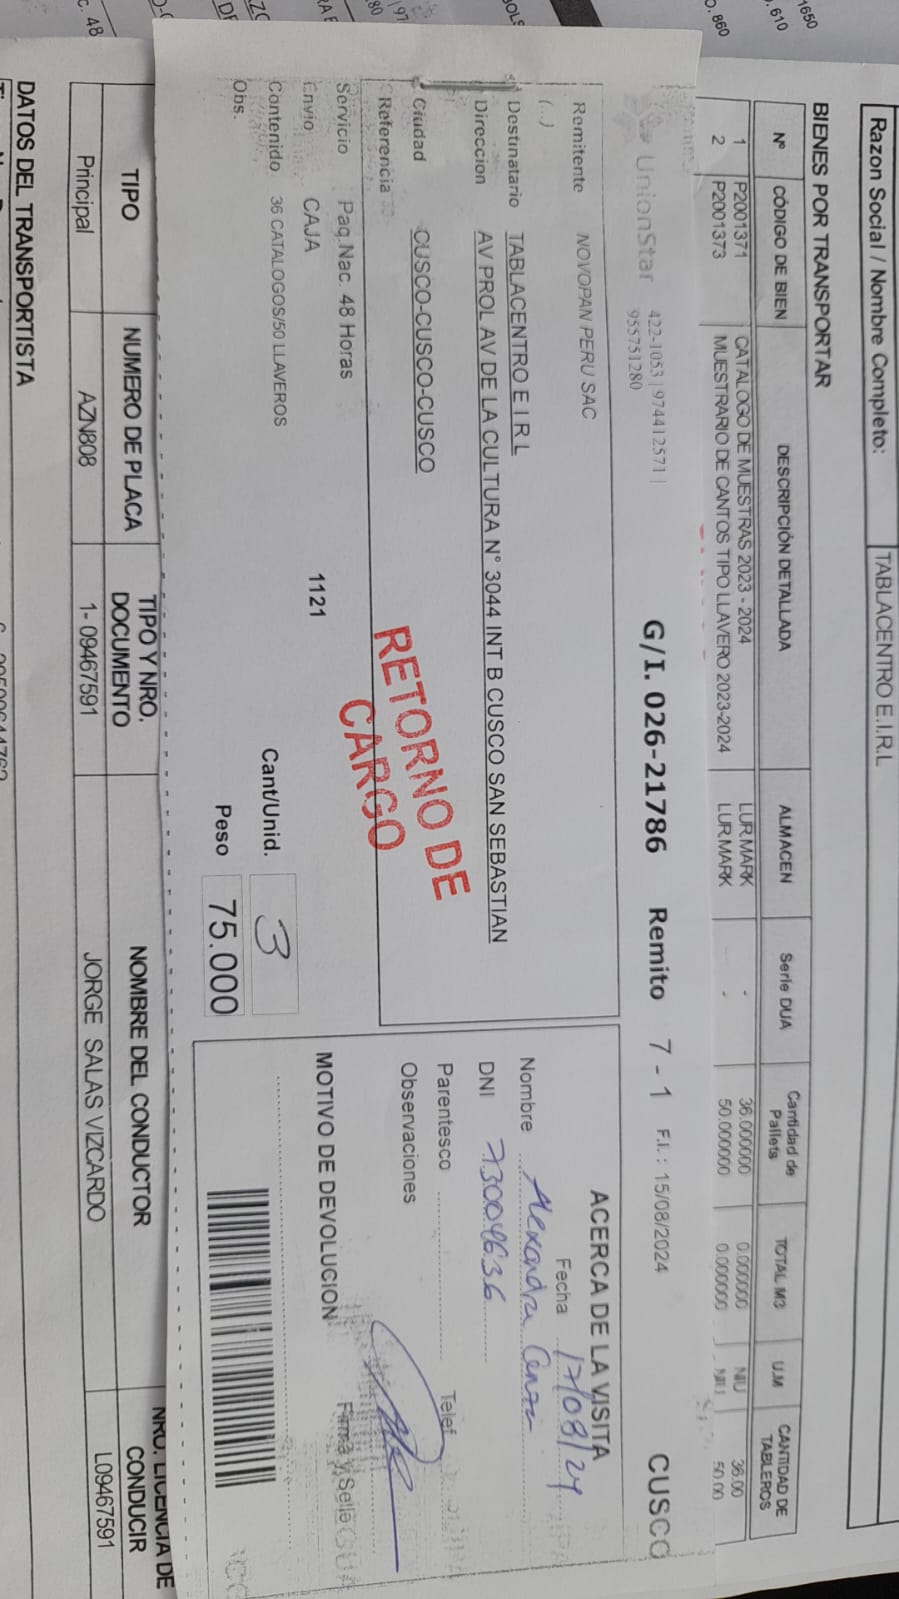 1650
610
O. 860
c. 48
Razon Social / Nombre Completo:
TABLACENTRO E.I.R.L
BIENES POR TRANSPORTAR
Nº CÓDIGO DE BIEN DESCRIPCIÓN DETALLADA ALMACEN Serie DUA Cantidad de Pallets TOTAL M3 U.M CANTIDAD DE TABLEROS
1 P2001371 CATALOGO DE MUESTRAS 2023 - 2024 LUR MARK - 36.000000 0.000000 NIU 36.00
2 P2001373 MUESTRARIO DE CANTOS TIPO LLAVERO 2023-2024 LUR MARK - 50.000000 0.000000 NIU 50.00
UnionStar 422-1053 | 974412571 | 955751280 G/I. 026-21786 Remito 7 - 1 F.I. : 15/08/2024 CUSCO
Remitente NOVOPAN PERU SAC
(...)
Destinatario TABLACENTRO E I R L
Direccion AV PROL AV DE LA CULTURA N° 3044 INT B CUSCO SAN SEBASTIAN
Ciudad CUSCO-CUSCO-CUSCO
Referencia
RETORNO DE CARGO
Servicio Paq.Nac. 48 Horas
Envio CAJA 1121
Contenido 36 CATALOGOS/50 LLAVEROS
Obs.
Cant/Unid. 3
Peso 75.000
ACERCA DE LA VISITA
Fecha 17/08/24
Nombre Alexandra
DNI 73009636
Parentesco Telef
Observaciones
MOTIVO DE DEVOLUCION
Firma y Sello
TIPO NUMERO DE PLACA TIPO Y NRO. DOCUMENTO NOMBRE DEL CONDUCTOR NRO. LICENCIA DE CONDUCIR
Principal AZN808 1- 09467591 JORGE SALAS VIZCARDO L09467591
DATOS DEL TRANSPORTISTA